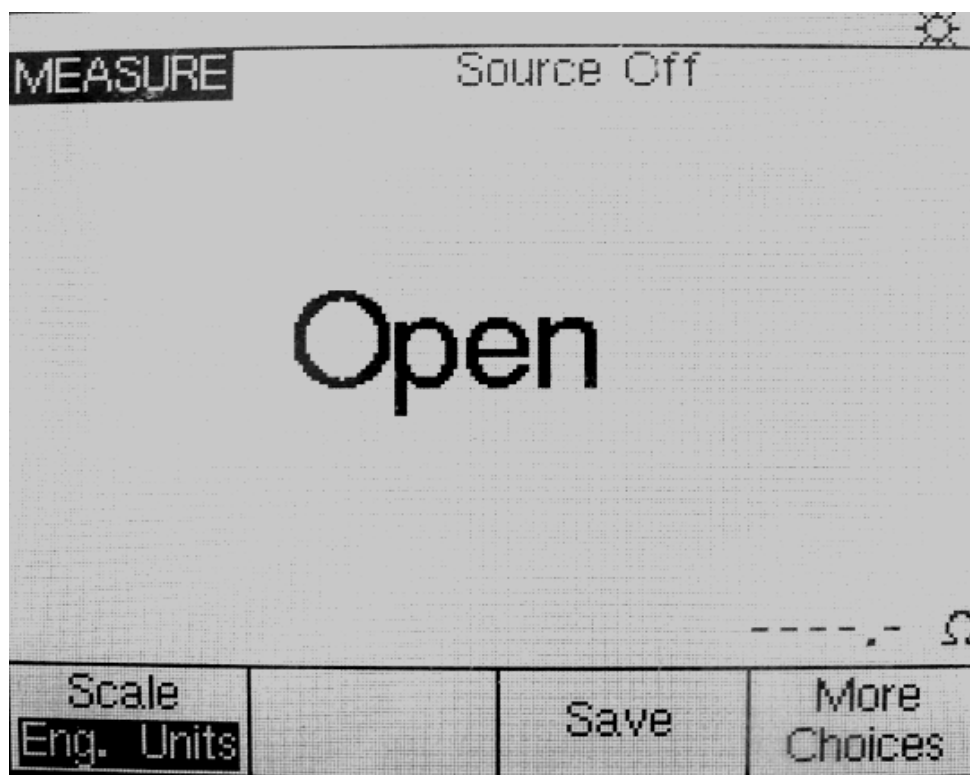 MEASURE Source Off
Open
----.- Ω
Scale
Eng. Units
Save
More
Choices